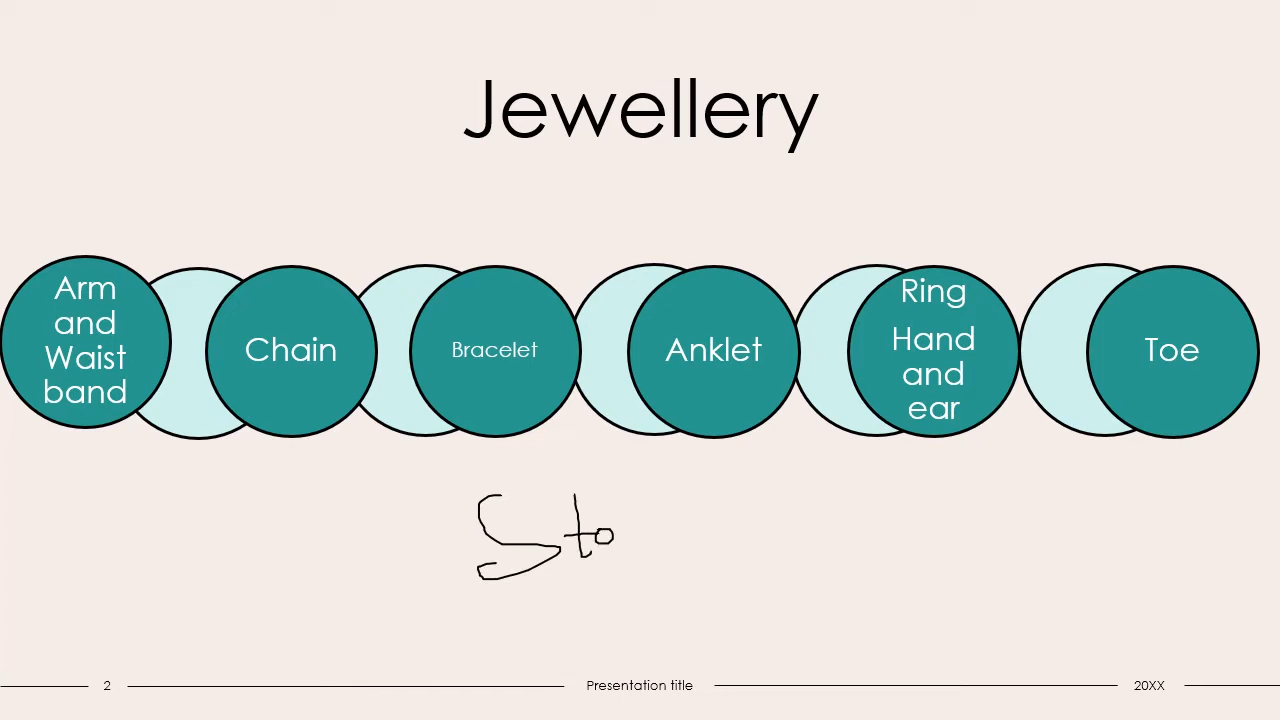 Jewellery
Arm
and
Waist
band
Chain
Bracelet
Anklet
Ring
Hand
and
ear
Toe
Sto
2
Presentation title
20XX